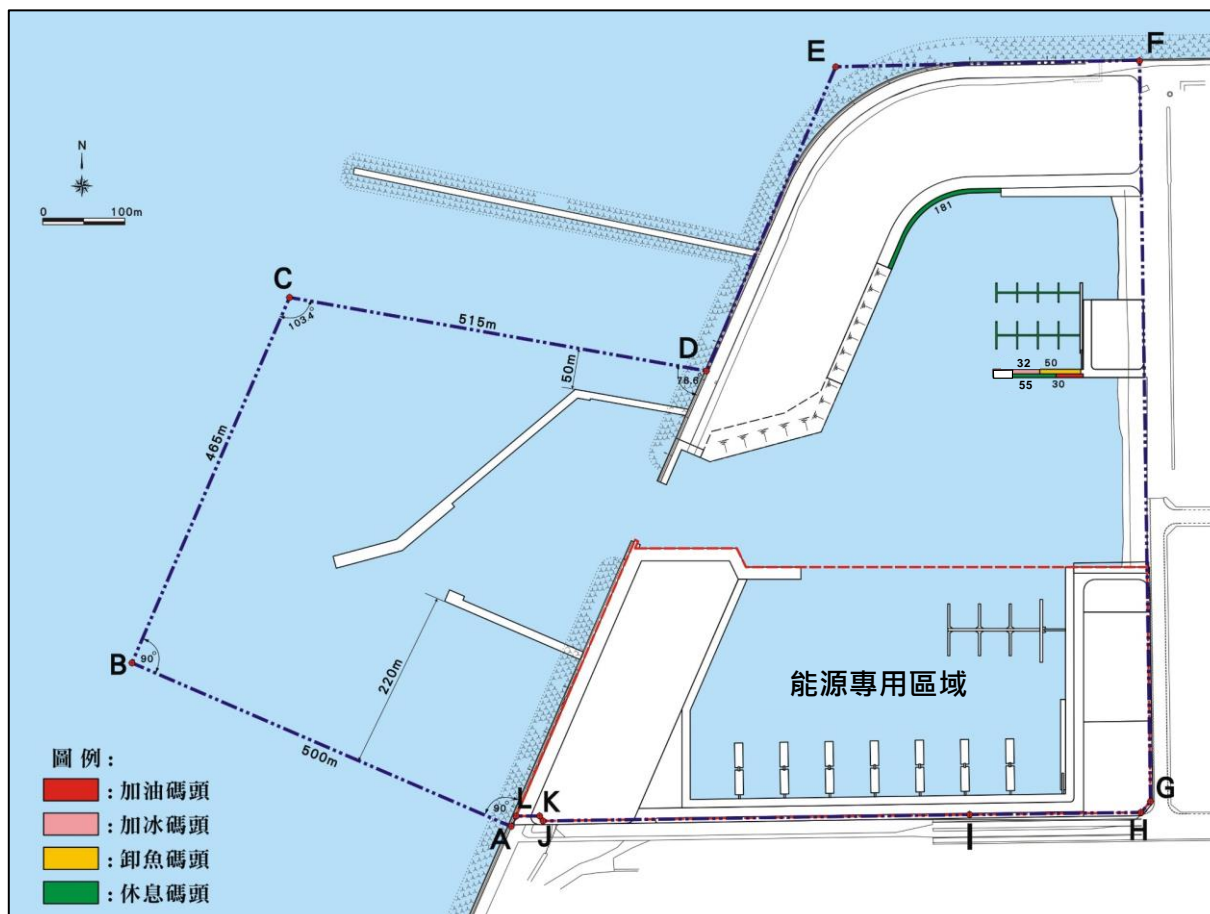 E
F
N
0 100m
181
C
103.4°
515m
D
78.6°
50m
32 50
55 30
465m
B
90°
220m
500m
能源專用區域
圖例:
:加油碼頭
:加冰碼頭
:卸魚碼頭
:休息碼頭
90°
L
K
A
J
I
G
H